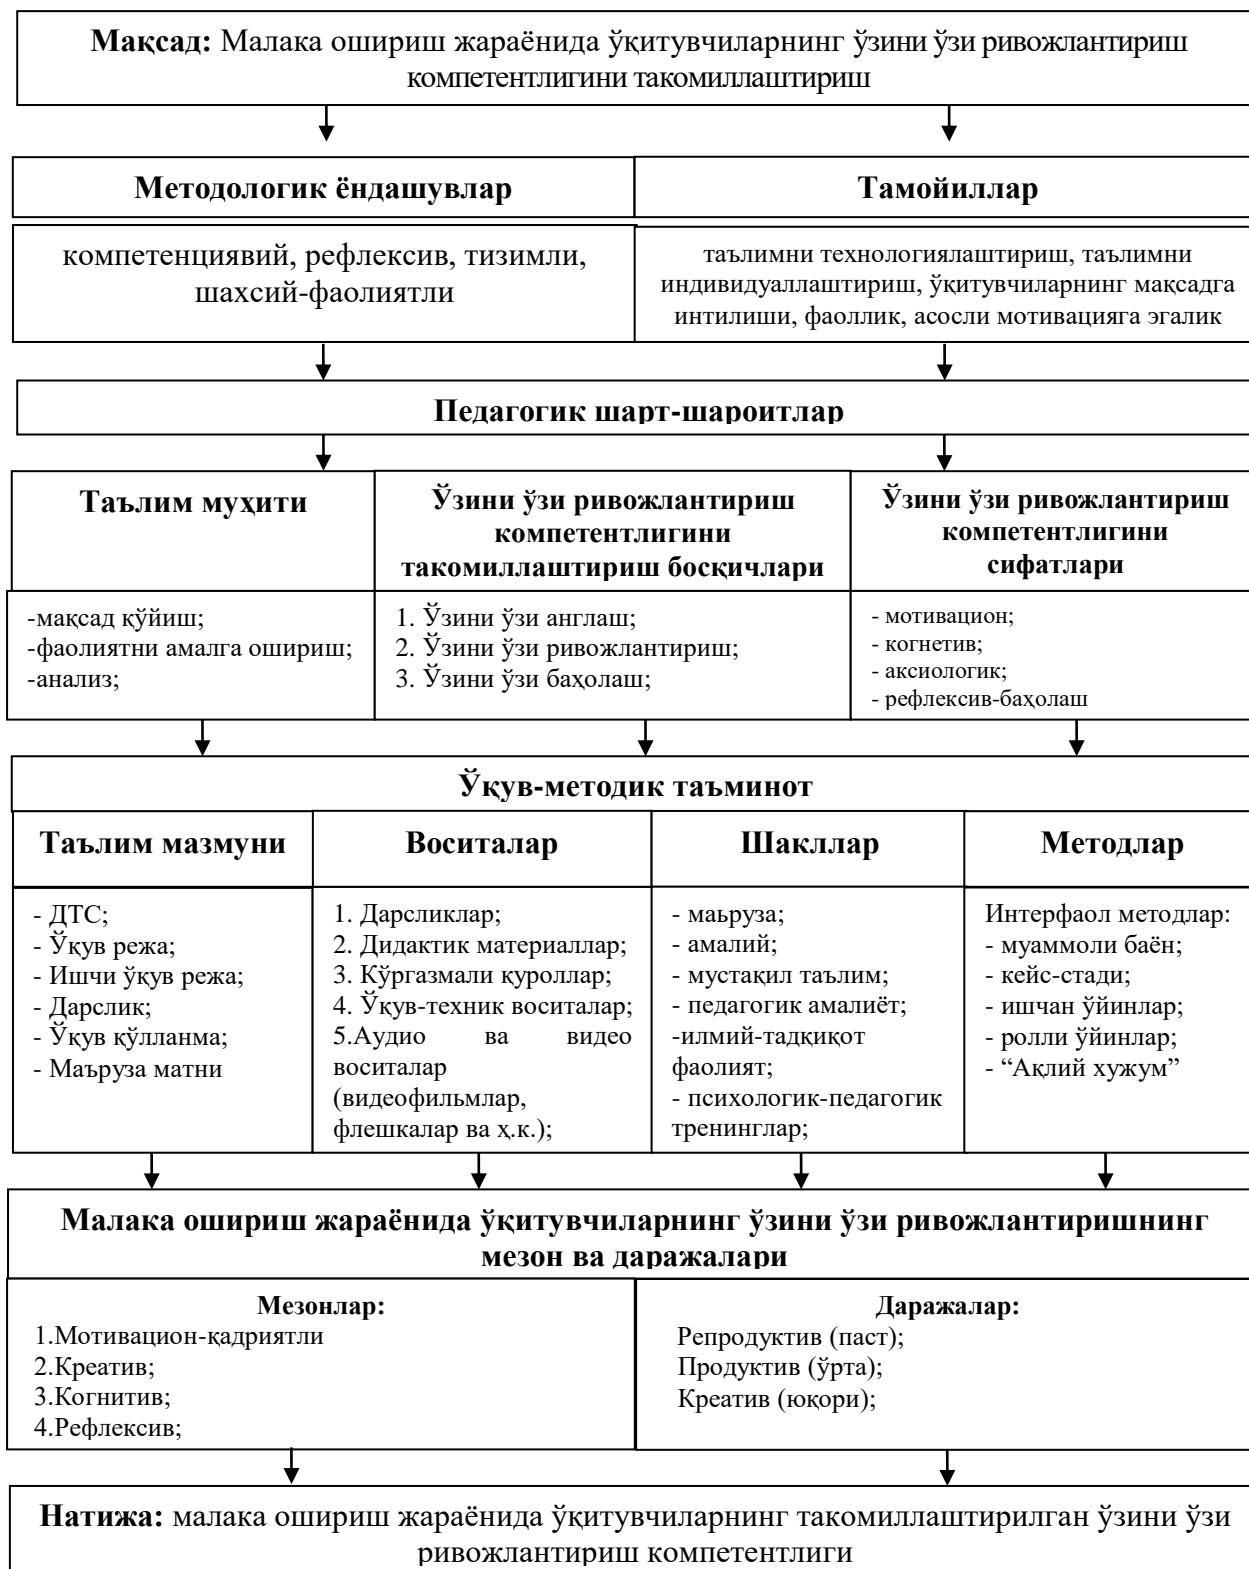 Мақсад: Малака ошириш жараёнида ўқитувчиларнинг ўзини ўзи ривожлантириш
компетентлигини такомиллаштириш
Методологик ёндашувлар
Тамойиллар
компетенциявий, рефлексив, тизимли,
шахсий-фаолиятли
таълимни технологиялаштириш, таълимни
индивидуаллаштириш, ўқитувчиларнинг мақсадга
интилиши, фаоллик, асосли мотивацияга эгалик
Педагогик шарт-шароитлар
Таълим муҳити
Ўзини ўзи ривожлантириш
компетентлигини
такомиллаштириш босқичлари
Ўзини ўзи ривожлантириш
компетентлигини
сифатлари
-мақсад қўйиш;
-фаолиятни амалга ошириш;
-анализ;
1. Ўзини ўзи англаш;
2. Ўзини ўзи ривожлантириш;
3. Ўзини ўзи баҳолаш;
- мотивацион;
- когнетив;
- аксиологик;
- рефлексив-баҳолаш
Ўқув-методик таъминот
Таълим мазмуни
Воситалар
Шакллар
Методлар
- ДТС;
- Ўқув режа;
- Ишчи ўқув режа;
- Дарслик;
- Ўқув қўлланма;
- Маъруза матни
1. Дарсликлар;
2. Дидактик материаллар;
3. Кўргазмали қуроллар;
4. Ўқув-техник воситалар;
5.Аудио ва видео
воситалар
(видеофильмлар,
флешкалар ва ҳ.к.);
- маьруза;
- амалий;
- мустақил таълим;
- педагогик амалиёт;
-илмий-тадқиқот
фаолият;
- психологик-педагогик
тренинглар;
Интерфаол методлар:
- муаммоли баён;
- кейс-стади;
- ишчан ўйинлар;
- ролли ўйинлар;
- “Ақлий хужум”
Малака ошириш жараёнида ўқитувчиларнинг ўзини ўзи ривожлантиришнинг
мезон ва даражалари
Мезонлар:
1.Мотивацион-қадриятли
2.Креатив;
3.Когнитив;
4.Рефлексив;
Даражалар:
Репродуктив (паст);
Продуктив (ўрта);
Креатив (юқори);
Натижа: малака ошириш жараёнида ўқитувчиларнинг такомиллаштирилган ўзини ўзи
ривожлантириш компетентлиги